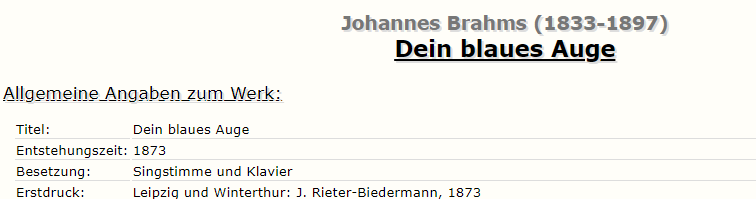 Johannes Brahms (1833-1897)
Dein blaues Auge
Allgemeine Angaben zum Werk:
Titel: Dein blaues Auge
Entstehungszeit: 1873
Besetzung: Singstimme und Klavier
Erstdruck: Leipzig und Winterthur: J. Rieter-Biedermann, 1873